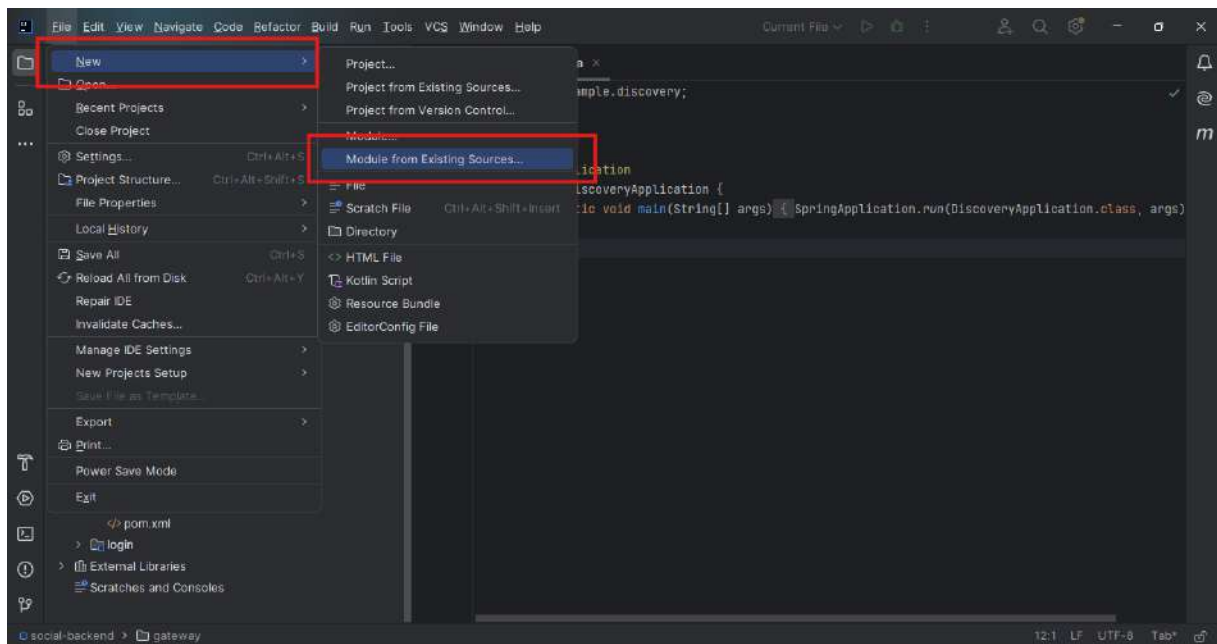 File Edit View Navigate Code Refactor Build Run Tools VCS Window Help Current File
New
Open...
Recent Projects
Close Project
Settings... Ctrl+Alt+S
Project Structure... Ctrl+Alt+Shift+S
File Properties
Local History
Save All Ctrl+S
Reload All from Disk Ctrl+Alt+Y
Repair IDE
Invalidate Caches...
Manage IDE Settings
New Projects Setup
Save File as Template...
Export
Print...
Power Save Mode
Exit
Project...
Project from Existing Sources...
Project from Version Control...
Module...
Module from Existing Sources...
File
Scratch File Ctrl+Alt+Shift+Insert
Directory
HTML File
Kotlin Script
Resource Bundle
EditorConfig File
a
ample.discovery;
lication
iscoveryApplication {
tic void main(String[] args) { SpringApplication.run(DiscoveryApplication.class, args)
m
pom.xml
login
External Libraries
Scratches and Consoles
social-backend > gateway 12:1 LF UTF-8 Tab*